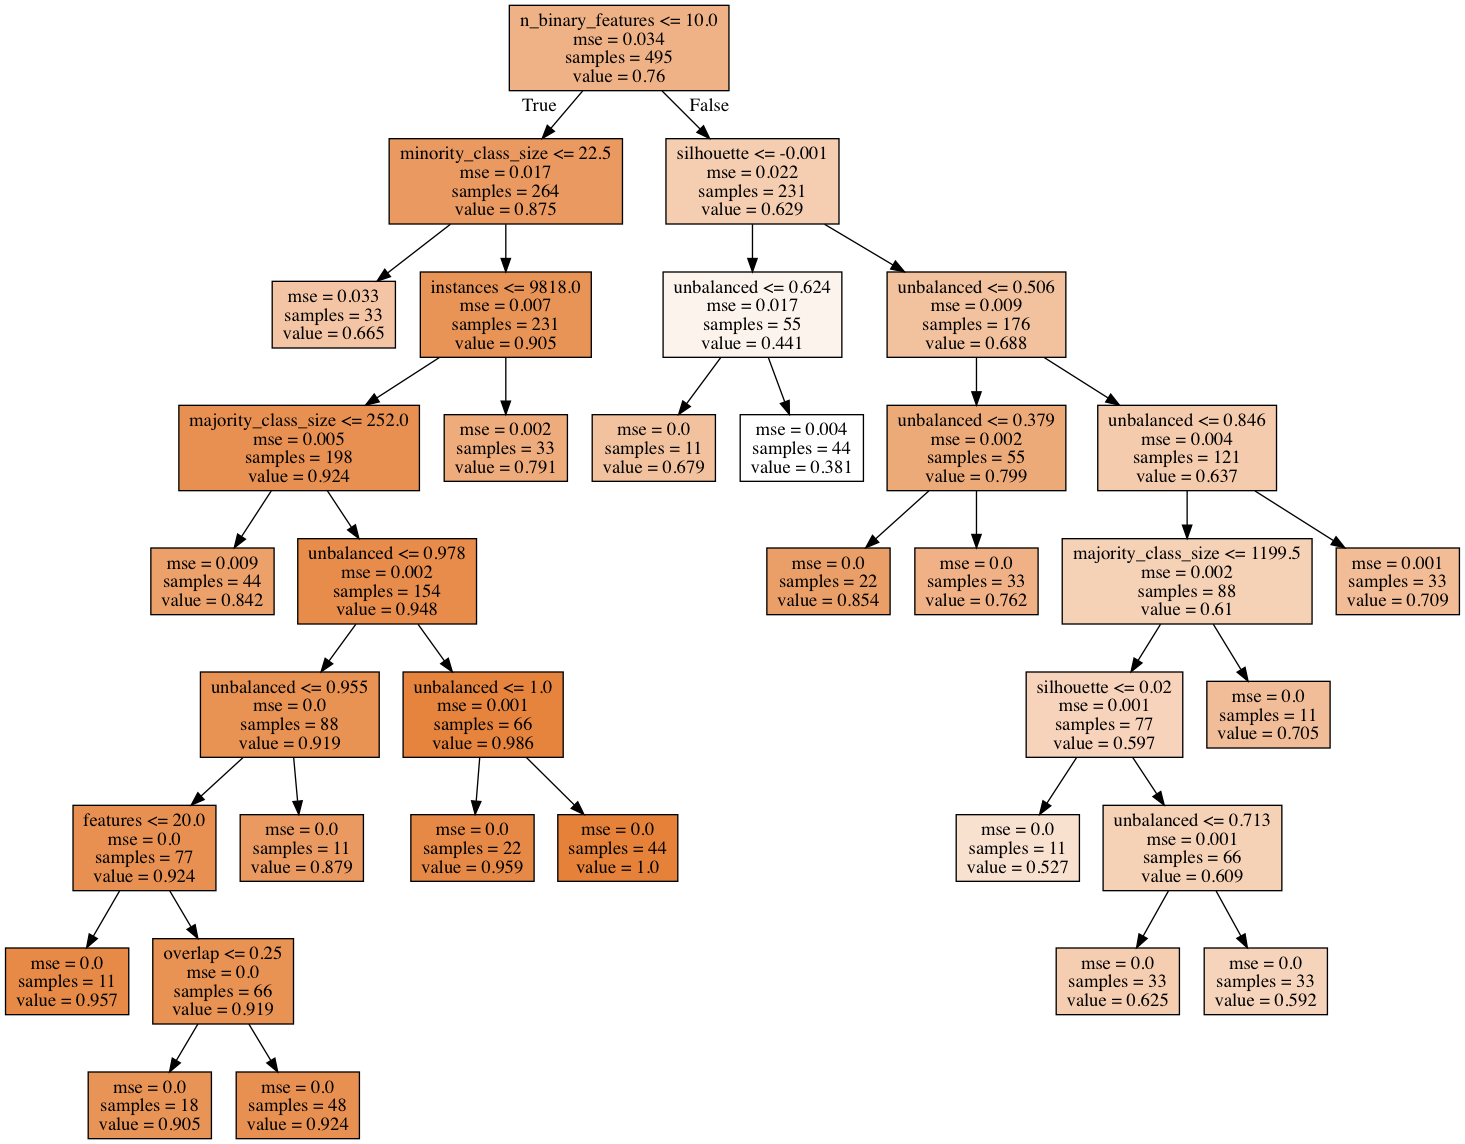 n_binary_features <= 10.0
mse = 0.034
samples = 495
value = 0.76
True
False
minority_class_size <= 22.5
mse = 0.017
samples = 264
value = 0.875
silhouette <= -0.001
mse = 0.022
samples = 231
value = 0.629
mse = 0.033
samples = 33
value = 0.665
instances <= 9818.0
mse = 0.007
samples = 231
value = 0.905
unbalanced <= 0.624
mse = 0.017
samples = 55
value = 0.441
unbalanced <= 0.506
mse = 0.009
samples = 176
value = 0.688
majority_class_size <= 252.0
mse = 0.005
samples = 198
value = 0.924
mse = 0.002
samples = 33
value = 0.791
mse = 0.0
samples = 11
value = 0.679
mse = 0.004
samples = 44
value = 0.381
unbalanced <= 0.379
mse = 0.002
samples = 55
value = 0.799
unbalanced <= 0.846
mse = 0.004
samples = 121
value = 0.637
mse = 0.009
samples = 44
value = 0.842
unbalanced <= 0.978
mse = 0.002
samples = 154
value = 0.948
mse = 0.0
samples = 22
value = 0.854
mse = 0.0
samples = 33
value = 0.762
majority_class_size <= 1199.5
mse = 0.002
samples = 88
value = 0.61
mse = 0.001
samples = 33
value = 0.709
unbalanced <= 0.955
mse = 0.0
samples = 88
value = 0.919
unbalanced <= 1.0
mse = 0.001
samples = 66
value = 0.986
silhouette <= 0.02
mse = 0.001
samples = 77
value = 0.597
mse = 0.0
samples = 11
value = 0.705
features <= 20.0
mse = 0.0
samples = 77
value = 0.924
mse = 0.0
samples = 11
value = 0.879
mse = 0.0
samples = 22
value = 0.959
mse = 0.0
samples = 44
value = 1.0
mse = 0.0
samples = 11
value = 0.527
unbalanced <= 0.713
mse = 0.001
samples = 66
value = 0.609
mse = 0.0
samples = 11
value = 0.957
overlap <= 0.25
mse = 0.0
samples = 66
value = 0.919
mse = 0.0
samples = 33
value = 0.625
mse = 0.0
samples = 33
value = 0.592
mse = 0.0
samples = 18
value = 0.905
mse = 0.0
samples = 48
value = 0.924